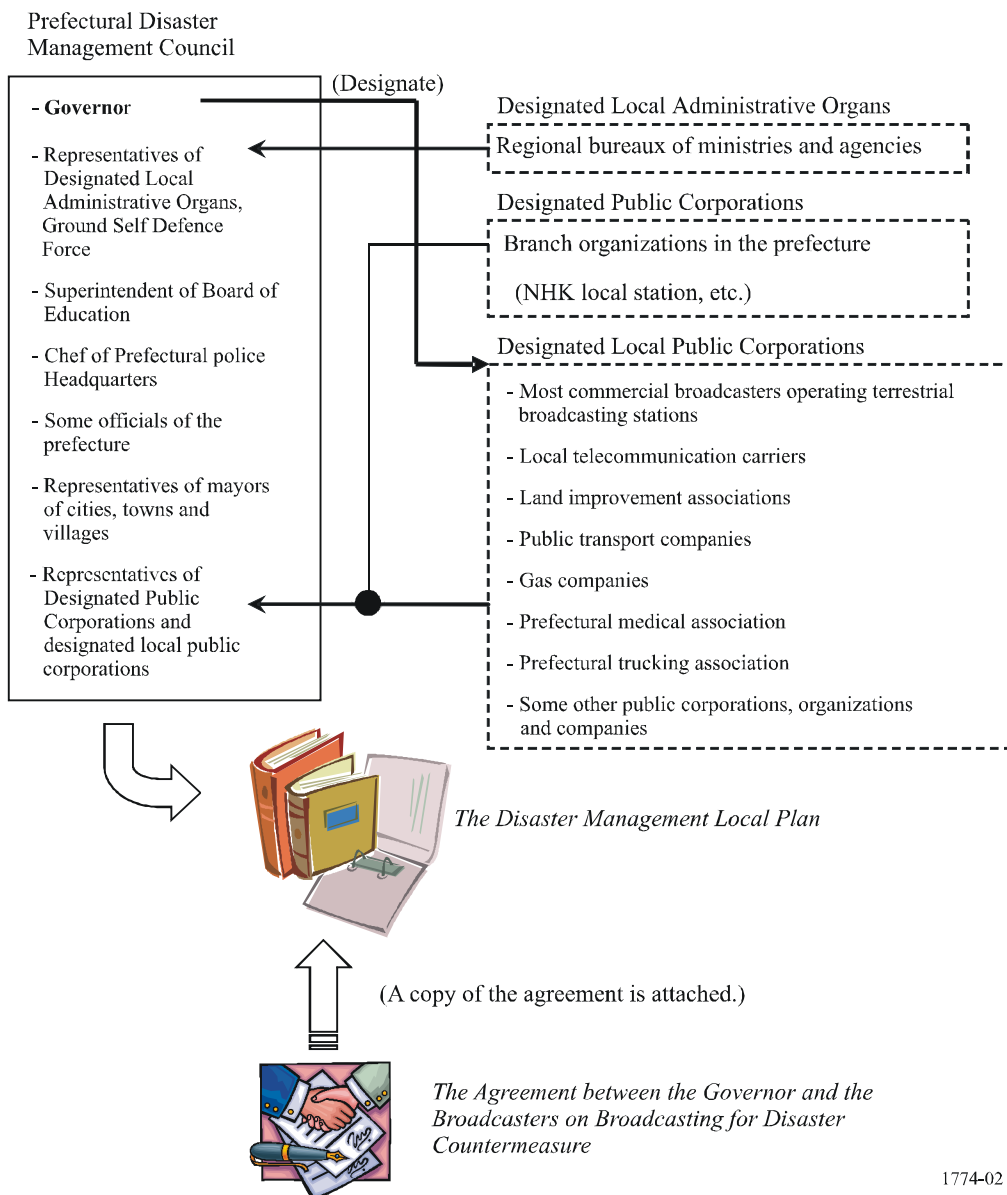 Prefectural Disaster
Management Council
(Designate)
- Governor
- Representatives of
Designated Local
Administrative Organs,
Ground Self Defence
Force
- Superintendent of Board of
Education
- Chef of Prefectural police
Headquarters
- Some officials of the
prefecture
- Representatives of mayors
of cities, towns and
villages
- Representatives of
Designated Public
Corporations and
designated local public
corporations
Designated Local Administrative Organs
Regional bureaux of ministries and agencies
Designated Public Corporations
Branch organizations in the prefecture
(NHK local station, etc.)
Designated Local Public Corporations
- Most commercial broadcasters operating terrestrial
broadcasting stations
- Local telecommunication carriers
- Land improvement associations
- Public transport companies
- Gas companies
- Prefectural medical association
- Prefectural trucking association
- Some other public corporations, organizations
and companies
The Disaster Management Local Plan
(A copy of the agreement is attached.)
The Agreement between the Governor and the
Broadcasters on Broadcasting for Disaster
Countermeasure
1774-02